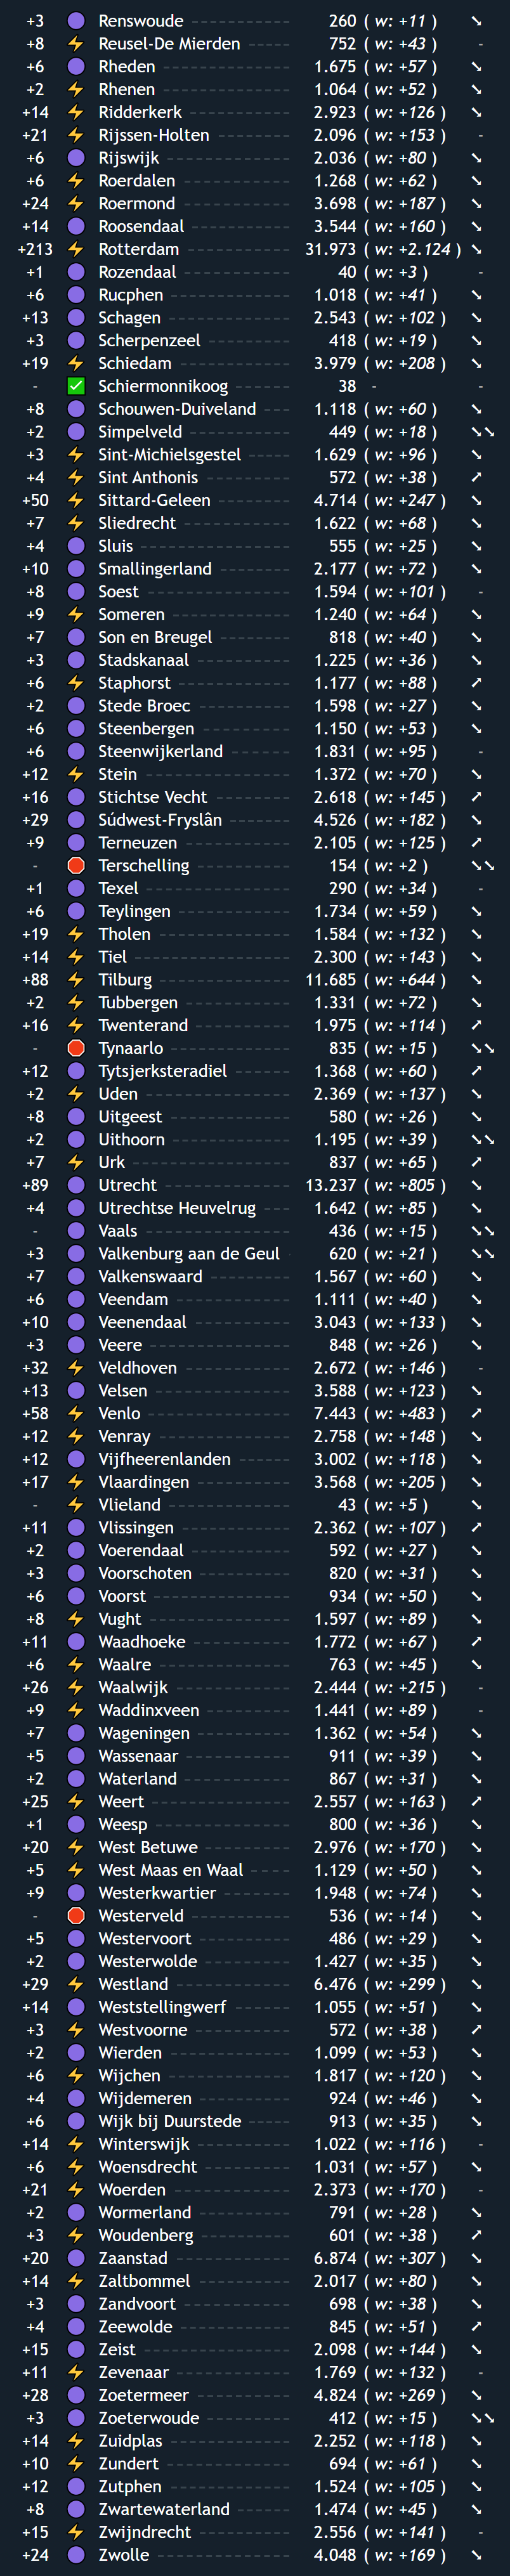 +3 Renswoude 260 ( w: +11 ) ↘
+8 ⚡ Reusel-De Mierden 752 ( w: +43 ) -
+6 Rheden 1.675 ( w: +57 ) ↘
+2 ⚡ Rhenen 1.064 ( w: +52 ) ↘
+14 ⚡ Ridderkerk 2.923 ( w: +126 ) ↘
+21 ⚡ Rijssen-Holten 2.096 ( w: +153 ) -
+6 Rijswijk 2.036 ( w: +80 ) ↘
+6 ⚡ Roerdalen 1.268 ( w: +62 ) ↘
+24 ⚡ Roermond 3.698 ( w: +187 ) ↘
+14 Roosendaal 3.544 ( w: +160 ) ↘
+213 ⚡ Rotterdam 31.973 ( w: +2.124 ) ↘
+1 Rozendaal 40 ( w: +3 ) -
+6 Rucphen 1.018 ( w: +41 ) ↘
+13 Schagen 2.543 ( w: +102 ) ↘
+3 Scherpenzeel 418 ( w: +19 ) ↘
+19 ⚡ Schiedam 3.979 ( w: +208 ) ↘
- ✅ Schiermonnikoog 38 - -
+8 Schouwen-Duiveland 1.118 ( w: +60 ) ↘
+2 Simpelveld 449 ( w: +18 ) ↘↘
+3 ⚡ Sint-Michielsgestel 1.629 ( w: +96 ) ↘
+4 ⚡ Sint Anthonis 572 ( w: +38 ) ↗
+50 ⚡ Sittard-Geleen 4.714 ( w: +247 ) ↘
+7 ⚡ Sliedrecht 1.622 ( w: +68 ) ↘
+4 Sluis 555 ( w: +25 ) ↘
+10 Smallingerland 2.177 ( w: +72 ) ↘
+8 Soest 1.594 ( w: +101 ) -
+9 ⚡ Someren 1.240 ( w: +64 ) ↘
+7 Son en Breugel 818 ( w: +40 ) ↘
+3 Stadskanaal 1.225 ( w: +36 ) ↘
+6 ⚡ Staphorst 1.177 ( w: +88 ) ↗
+2 Stede Broec 1.598 ( w: +27 ) ↘
+6 Steenbergen 1.150 ( w: +53 ) ↘
+6 Steenwijkerland 1.831 ( w: +95 ) -
+12 ⚡ Stein 1.372 ( w: +70 ) ↘
+16 Stichtse Vecht 2.618 ( w: +145 ) ↗
+29 Súdwest-Fryslân 4.526 ( w: +182 ) ↘
+9 Terneuzen 2.105 ( w: +125 ) ↗
- Terschelling 154 ( w: +2 ) ↘↘
+1 Texel 290 ( w: +34 ) -
+6 Teylingen 1.734 ( w: +59 ) ↘
+19 ⚡ Tholen 1.584 ( w: +132 ) ↘
+14 ⚡ Tiel 2.300 ( w: +143 ) ↘
+88 ⚡ Tilburg 11.685 ( w: +644 ) ↘
+2 ⚡ Tubbergen 1.331 ( w: +72 ) ↘
+16 ⚡ Twenterand 1.975 ( w: +114 ) ↗
- Tynaarlo 835 ( w: +15 ) ↘↘
+12 Tytsjerksteradiel 1.368 ( w: +60 ) ↗
+2 ⚡ Uden 2.369 ( w: +137 ) ↘
+8 Uitgeest 580 ( w: +26 ) ↘
+2 Uithoorn 1.195 ( w: +39 ) ↘↘
+7 ⚡ Urk 837 ( w: +65 ) ↗
+89 Utrecht 13.237 ( w: +805 ) ↘
+4 Utrechtse Heuvelrug 1.642 ( w: +85 ) ↘
- Vaals 436 ( w: +15 ) ↘↘
+3 Valkenburg aan de Geul 620 ( w: +21 ) ↘↘
+7 Valkenswaard 1.567 ( w: +60 ) ↘
+6 Veendam 1.111 ( w: +40 ) ↘
+10 Veenendaal 3.043 ( w: +133 ) ↘
+3 Veere 848 ( w: +26 ) ↘
+32 ⚡ Veldhoven 2.672 ( w: +146 ) -
+13 Velsen 3.588 ( w: +123 ) ↘
+58 ⚡ Venlo 7.443 ( w: +483 ) ↗
+12 ⚡ Venray 2.758 ( w: +148 ) ↘
+12 Vijfheerenlanden 3.002 ( w: +118 ) ↘
+17 ⚡ Vlaardingen 3.568 ( w: +205 ) ↘
- ⚡ Vlieland 43 ( w: +5 ) ↘
+11 Vlissingen 2.362 ( w: +107 ) ↗
+2 Voerendaal 592 ( w: +27 ) ↘
+3 Voorschoten 820 ( w: +31 ) ↘
+6 Voorst 934 ( w: +50 ) ↘
+8 ⚡ Vught 1.597 ( w: +89 ) ↘
+11 Waadhoeke 1.772 ( w: +67 ) ↗
+6 ⚡ Waalre 763 ( w: +45 ) ↘
+26 ⚡ Waalwijk 2.444 ( w: +215 ) -
+9 ⚡ Waddinxveen 1.441 ( w: +89 ) -
+7 Wageningen 1.362 ( w: +54 ) ↘
+5 Wassenaar 911 ( w: +39 ) ↘
+2 Waterland 867 ( w: +31 ) ↘
+25 ⚡ Weert 2.557 ( w: +163 ) ↗
+1 Weesp 800 ( w: +36 ) ↘
+20 ⚡ West Betuwe 2.976 ( w: +170 ) ↘
+5 ⚡ West Maas en Waal 1.129 ( w: +50 ) ↘
+9 Westerkwartier 1.948 ( w: +74 ) ↘
- Westerveld 536 ( w: +14 ) ↘
+5 Westervoort 486 ( w: +29 ) ↘
+2 Westerwolde 1.427 ( w: +35 ) ↘
+29 ⚡ Westland 6.476 ( w: +299 ) ↘
+14 Weststellingwerf 1.055 ( w: +51 ) ↘
+3 ⚡ Westvoorne 572 ( w: +38 ) ↗
+2 Wierden 1.099 ( w: +53 ) ↘
+6 ⚡ Wijchen 1.817 ( w: +120 ) ↘
+4 Wijdemeren 924 ( w: +46 ) ↘
+6 Wijk bij Duurstede 913 ( w: +35 ) ↘
+14 ⚡ Winterswijk 1.022 ( w: +116 ) -
+6 ⚡ Woensdrecht 1.031 ( w: +57 ) ↘
+21 ⚡ Woerden 2.373 ( w: +170 ) -
+2 Wormerland 791 ( w: +28 ) ↘
+3 ⚡ Woudenberg 601 ( w: +38 ) ↗
+20 Zaanstad 6.874 ( w: +307 ) ↘
+14 ⚡ Zaltbommel 2.017 ( w: +80 ) ↘
+3 Zandvoort 698 ( w: +38 ) ↘
+4 Zeewolde 845 ( w: +51 ) ↗
+15 Zeist 2.098 ( w: +144 ) ↘
+11 ⚡ Zevenaar 1.769 ( w: +132 ) -
+28 Zoetermeer 4.824 ( w: +269 ) ↘
+3 Zoeterwoude 412 ( w: +15 ) ↘↘
+14 ⚡ Zuidplas 2.252 ( w: +118 ) ↘
+10 ⚡ Zundert 694 ( w: +61 ) ↘
+12 Zutphen 1.524 ( w: +105 ) ↘
+8 Zwartewaterland 1.474 ( w: +45 ) ↘
+15 ⚡ Zwijndrecht 2.556 ( w: +141 ) -
+24 Zwolle 4.048 ( w: +169 ) ↘